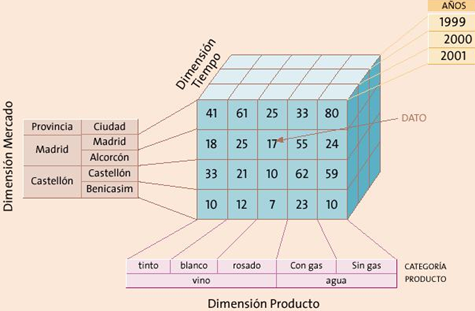 AÑOS
1999
2000
2001
Dimensión
Tiempo
Dimensión Mercado
Provincia Ciudad
Madrid Madrid
Alcorcón
Castellón Castellón
Benicasim
41 61 25 33 80
18 25 17 55 24
33 21 10 62 59
10 12 7 23 10
DATO
tinto blanco rosado Con gas Sin gas CATEGORÍA
vino agua PRODUCTO
Dimensión Producto